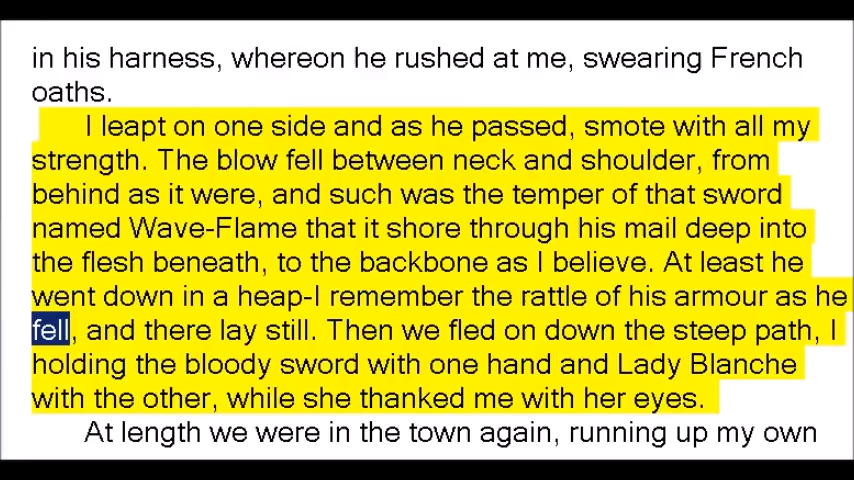 in his harness, whereon he rushed at me, swearing French
oaths.
I leapt on one side and as he passed, smote with all my
strength. The blow fell between neck and shoulder, from
behind as it were, and such was the temper of that sword
named Wave-Flame that it shore through his mail deep into
the flesh beneath, to the backbone as I believe. At least he
went down in a heap-I remember the rattle of his armour as he
fell, and there lay still. Then we fled on down the steep path, I
holding the bloody sword with one hand and Lady Blanche
with the other, while she thanked me with her eyes.
At length we were in the town again, running up my own